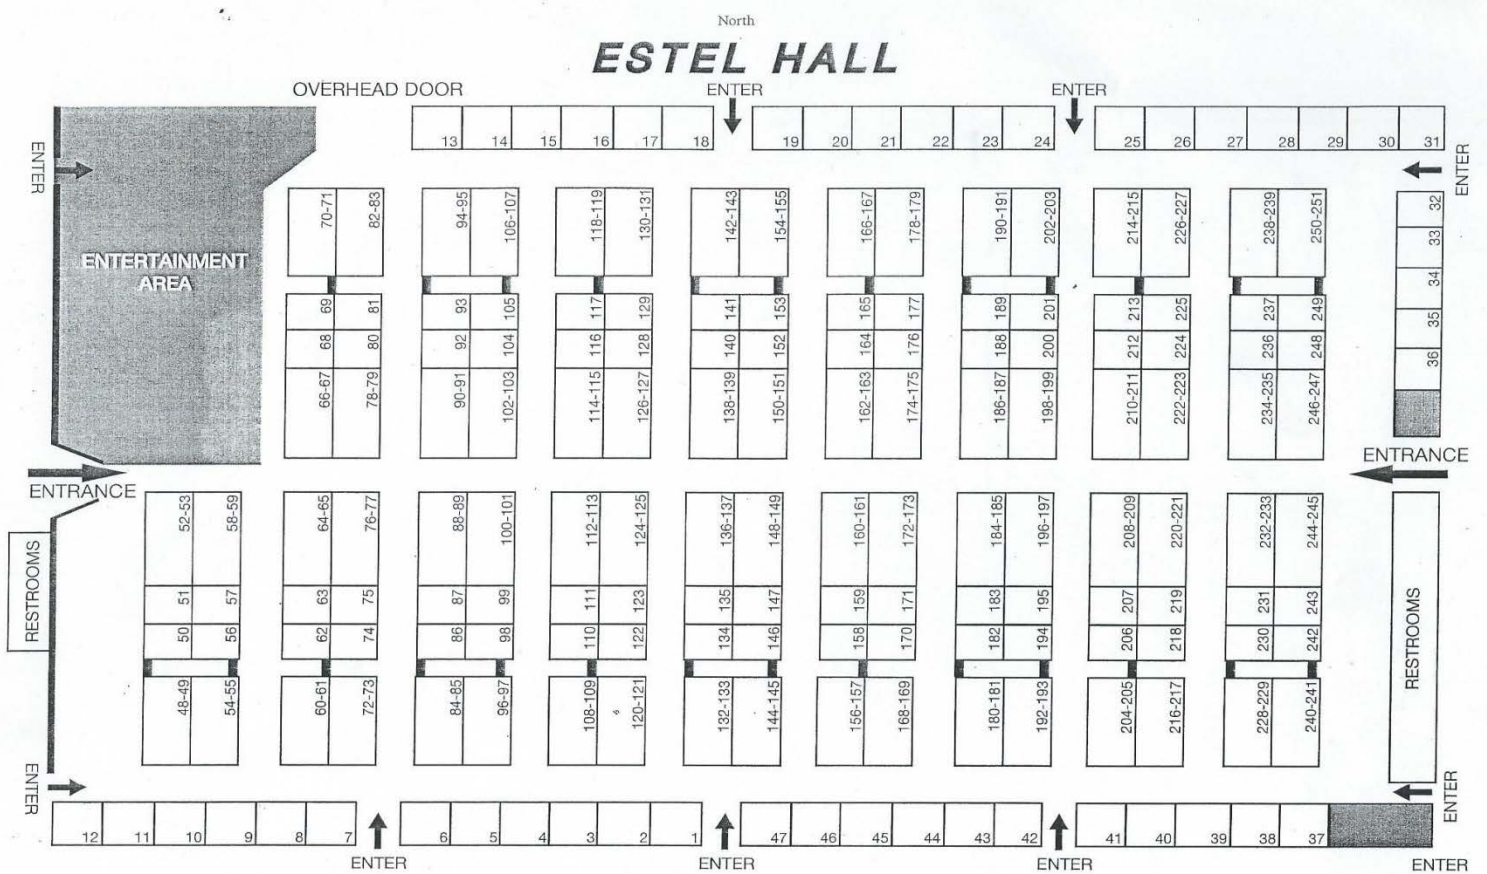 North
ESTEL HALL
OVERHEAD DOOR
ENTER
ENTER
13 14 15 16 17 18
19 20 21 22 23 24
25 26 27 28 29 30 31
ENTER
ENTER
ENTERTAINMENT
AREA
70-71 82-83 94-95 106-107 118-119 130-131 142-143 154-155 166-167 178-179 190-191 202-203 214-215 226-227 238-239 250-251
69 81 93 105 117 129 141 153 165 177 189 201 213 225 237 249
68 80 92 104 116 128 140 152 164 176 188 200 212 224 236 248
66-67 78-79 90-91 102-103 114-115 126-127 138-139 150-151 162-163 174-175 186-187 198-199 210-211 222-223 234-235 246-247
32
33
34
35
36
ENTRANCE
ENTRANCE
52-53 58-59 64-65 76-77 88-89 100-101 112-113 124-125 136-137 148-149 160-161 172-173 184-185 196-197 208-209 220-221 232-233 244-245
51 57 63 75 87 99 111 123 135 147 159 171 183 195 207 219 231 243
50 56 62 74 86 98 110 122 134 146 158 170 182 194 206 218 230 242
48-49 54-55 60-61 72-73 84-85 96-97 108-109 120-121 132-133 144-145 156-157 168-169 180-181 192-193 204-205 216-217 228-229 240-241
RESTROOMS
RESTROOMS
ENTER
ENTER
12 11 10 9 8 7
6 5 4 3 2 1
47 46 45 44 43 42
41 40 39 38 37
ENTER
ENTER
ENTER
ENTER